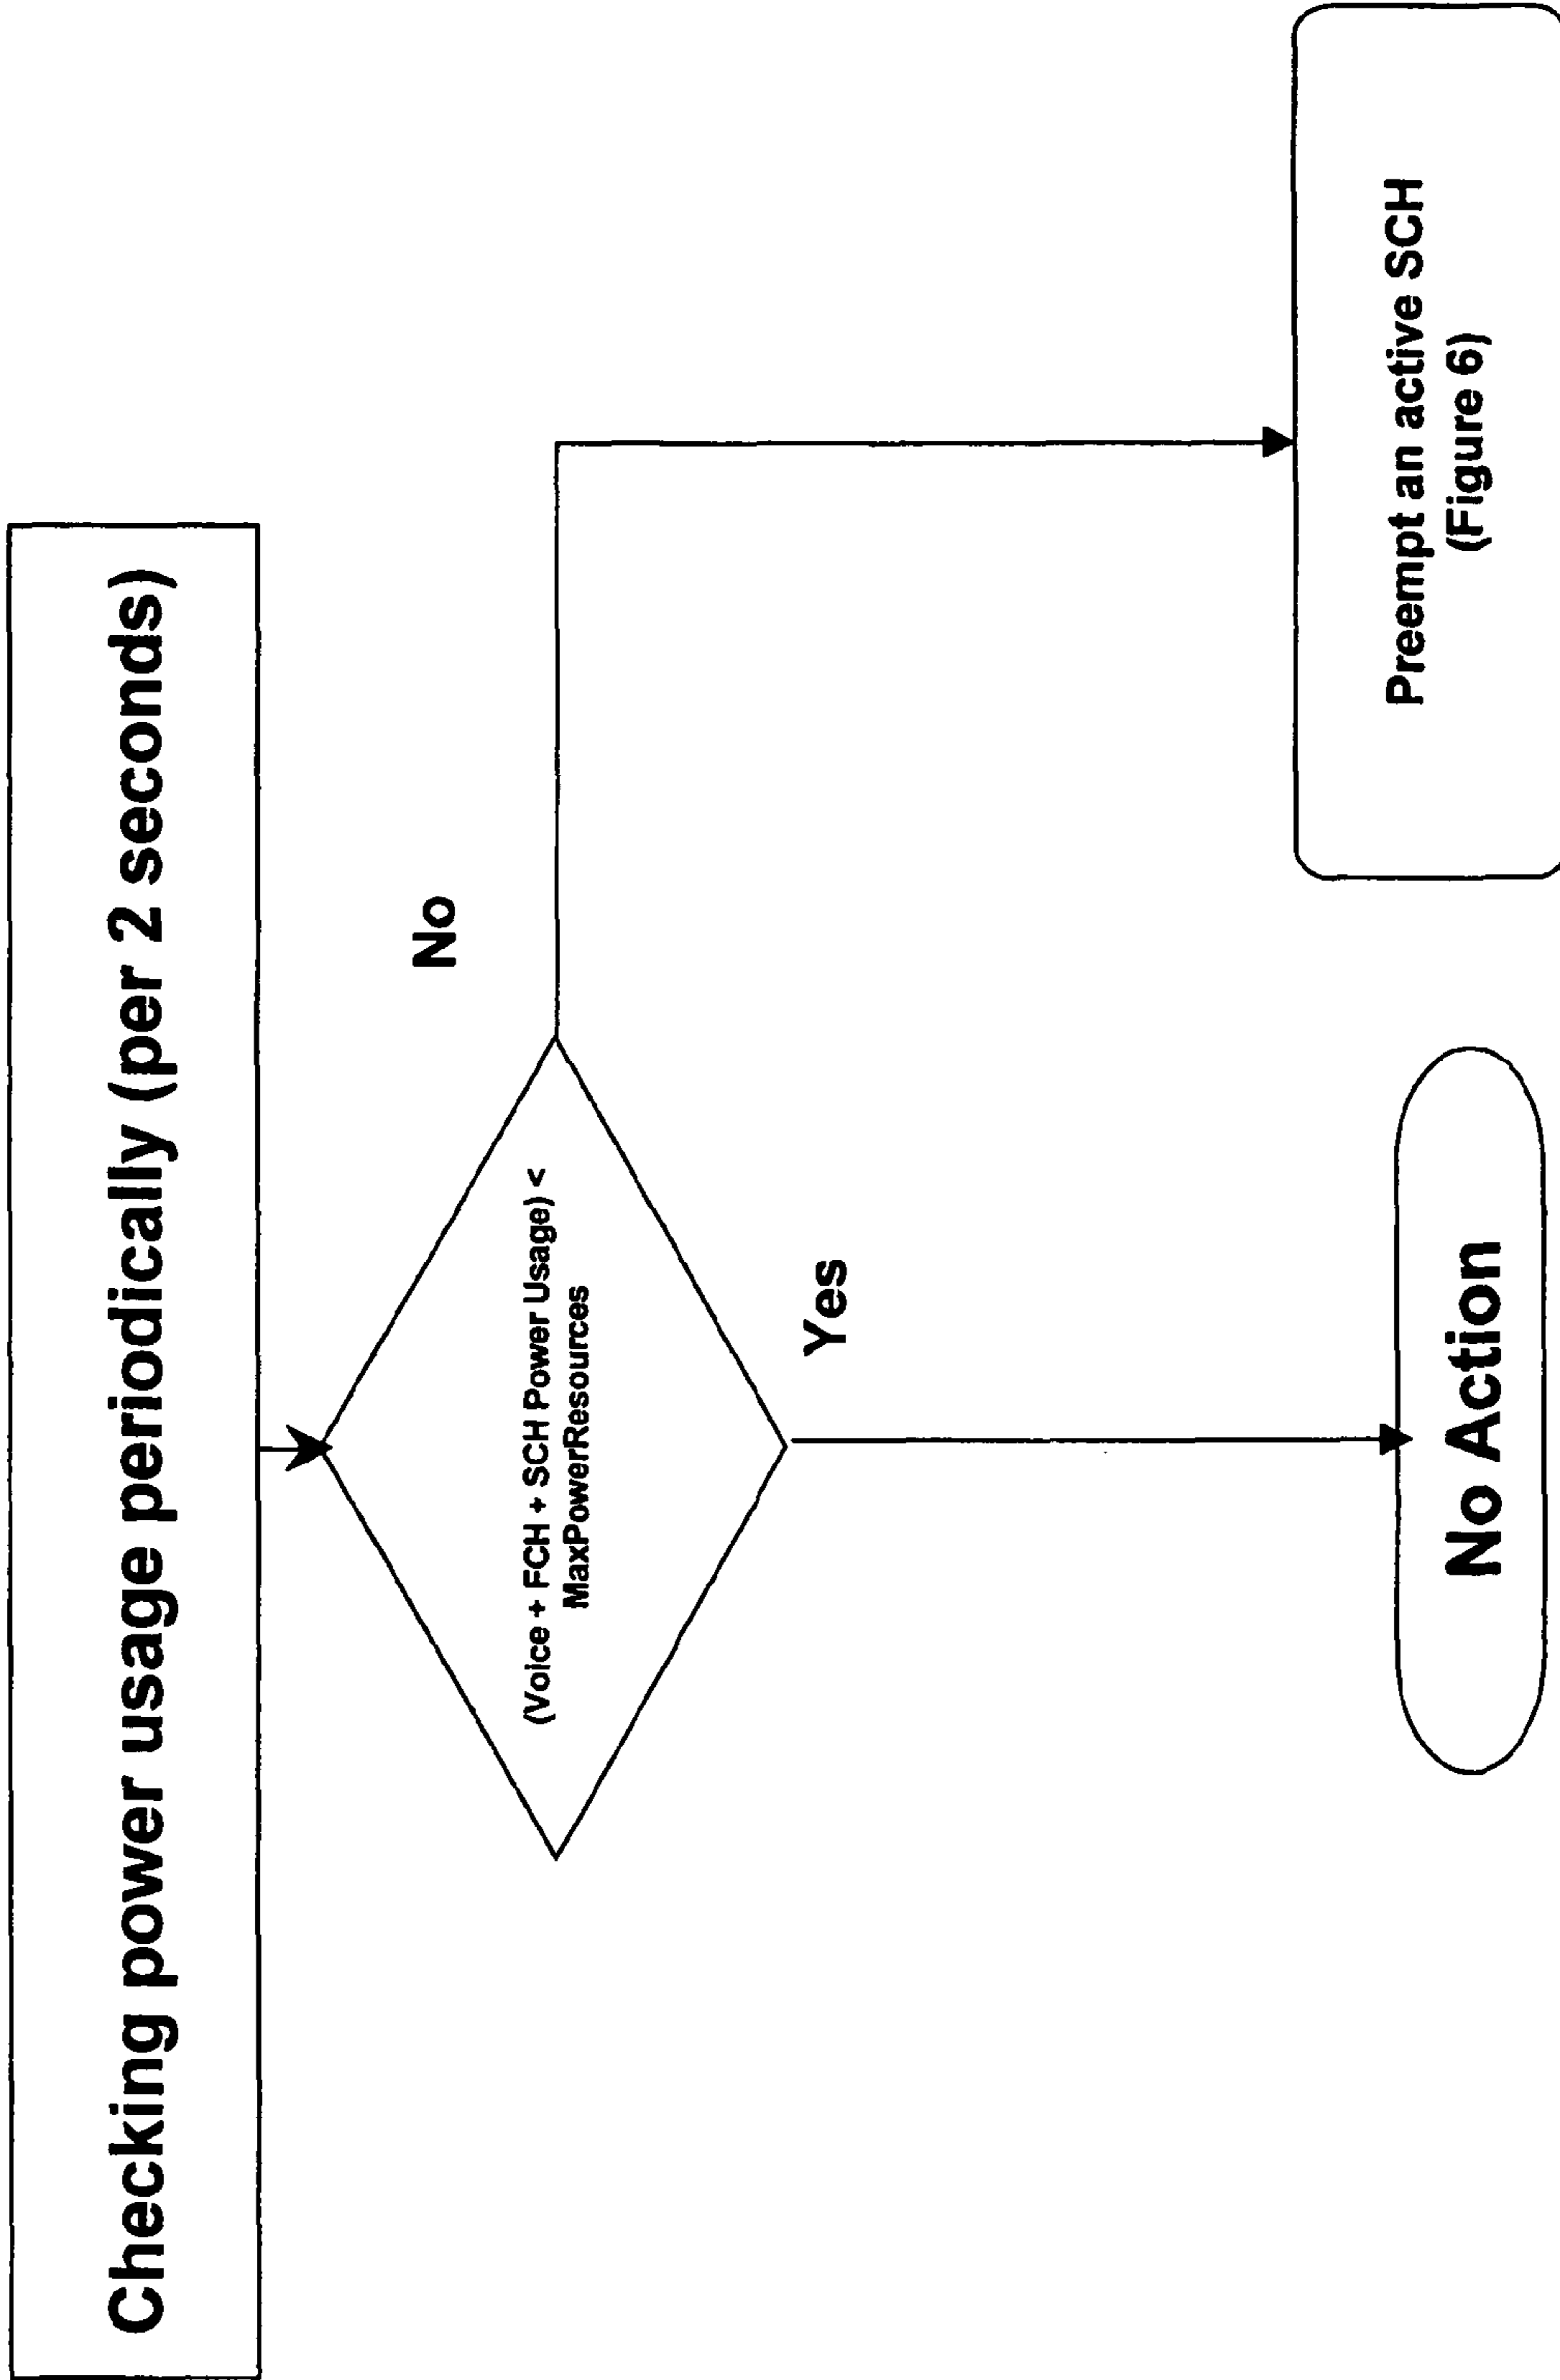 Checking power usage periodically (per 2 seconds)
(Voice + FCH + SCH Power Usage) <
MaxPowerResources
No
Yes
No Action
Preempt an active SCH
(Figure 6)